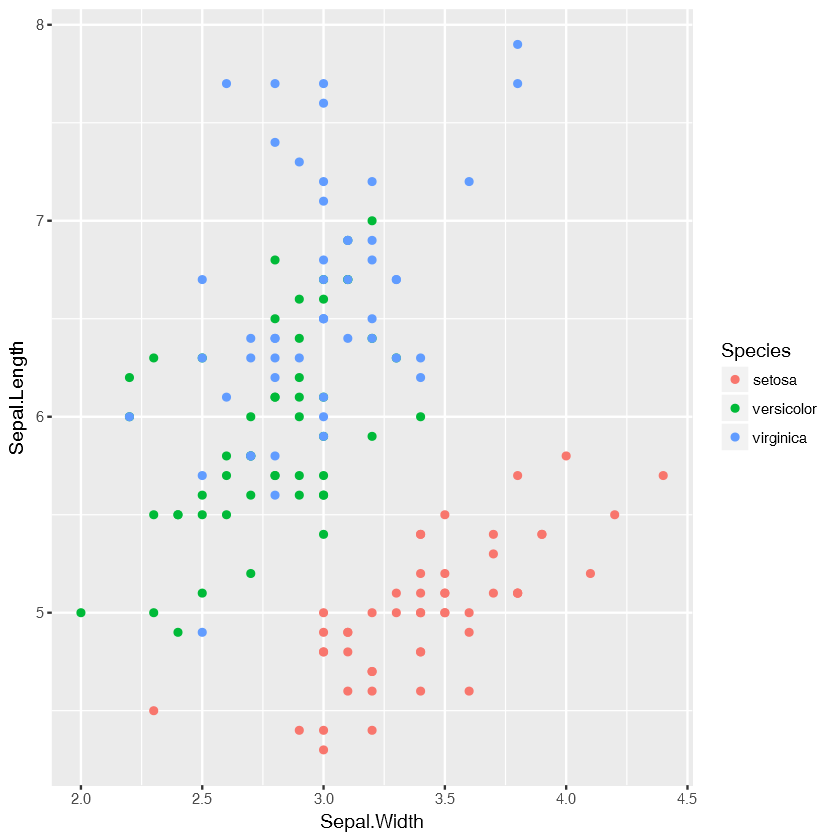 8
7
6
5
Sepal.Length
2.0 2.5 3.0 3.5 4.0 4.5
Sepal.Width
Species
setosa
versicolor
virginica